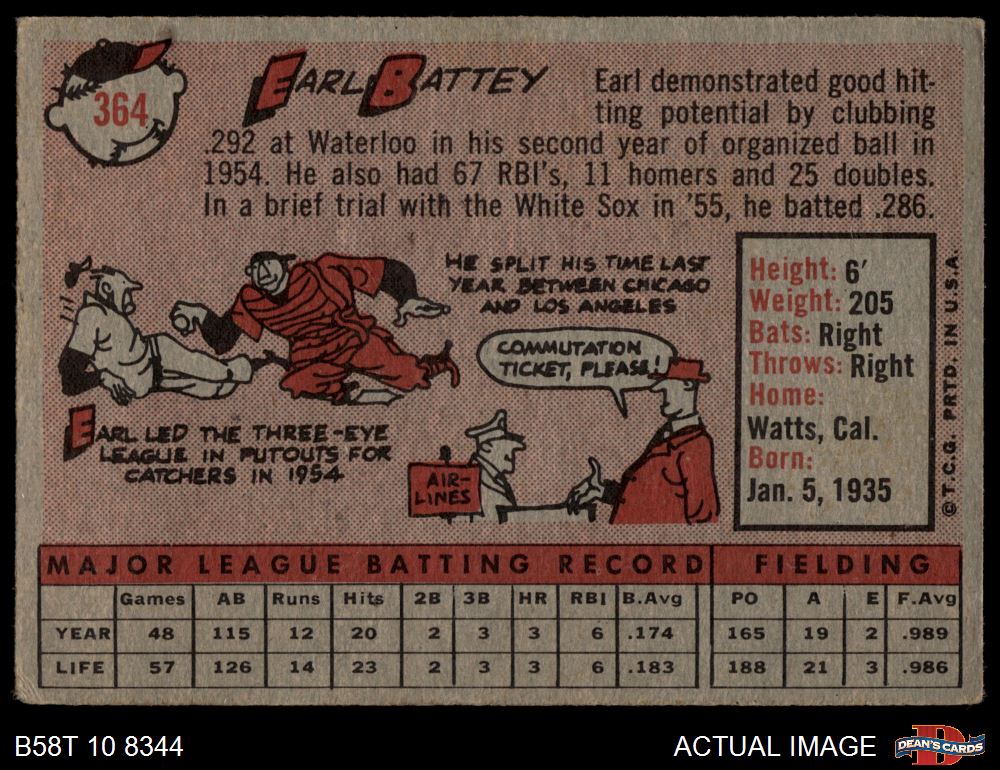 364
EARL BATTEY
Earl demonstrated good hit-
ting potential by clubbing
.292 at Waterloo in his second year of organized ball in
1954. He also had 67 RBI's, 11 homers and 25 doubles.
In a brief trial with the White Sox in '55, he batted .286.
HE SPLIT HIS TIME LAST
YEAR BETWEEN CHICAGO
AND LOS ANGELES
COMMUTATION
TICKET, PLEASE!
EARL LED THE THREE-EYE
LEAGUE IN PUTOUTS FOR
CATCHERS IN 1954
AIR-
LINES
Height: 6'
Weight: 205
Bats: Right
Throws: Right
Home:
Watts, Cal.
Born:
Jan. 5, 1935
© T.C.G. PRTD. IN U.S.A.
MAJOR LEAGUE BATTING RECORD FIELDING
Games AB Runs Hits 2B 3B HR RBI B.Avg PO A E F.Avg
YEAR 48 115 12 20 2 3 3 6 .174 165 19 2 .989
LIFE 57 126 14 23 2 3 3 6 .183 188 21 3 .986
B58T 10 8344
ACTUAL IMAGE
D
DEAN'S CARDS